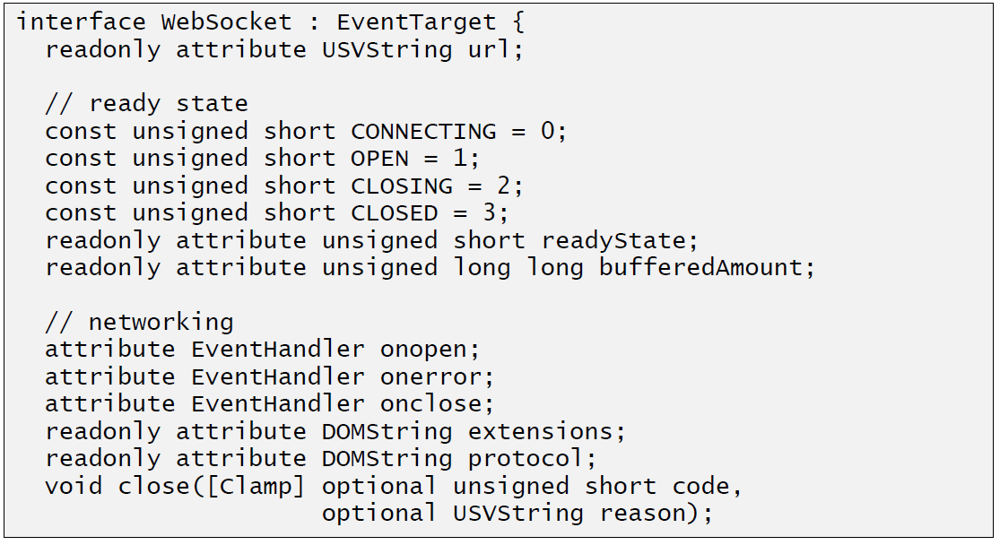 interface WebSocket : EventTarget {
  readonly attribute USVString url;

  // ready state
  const unsigned short CONNECTING = 0;
  const unsigned short OPEN = 1;
  const unsigned short CLOSING = 2;
  const unsigned short CLOSED = 3;
  readonly attribute unsigned short readyState;
  readonly attribute unsigned long long bufferedAmount;

  // networking
  attribute EventHandler onopen;
  attribute EventHandler onerror;
  attribute EventHandler onclose;
  readonly attribute DOMString extensions;
  readonly attribute DOMString protocol;
  void close([Clamp] optional unsigned short code,
                     optional USVString reason);